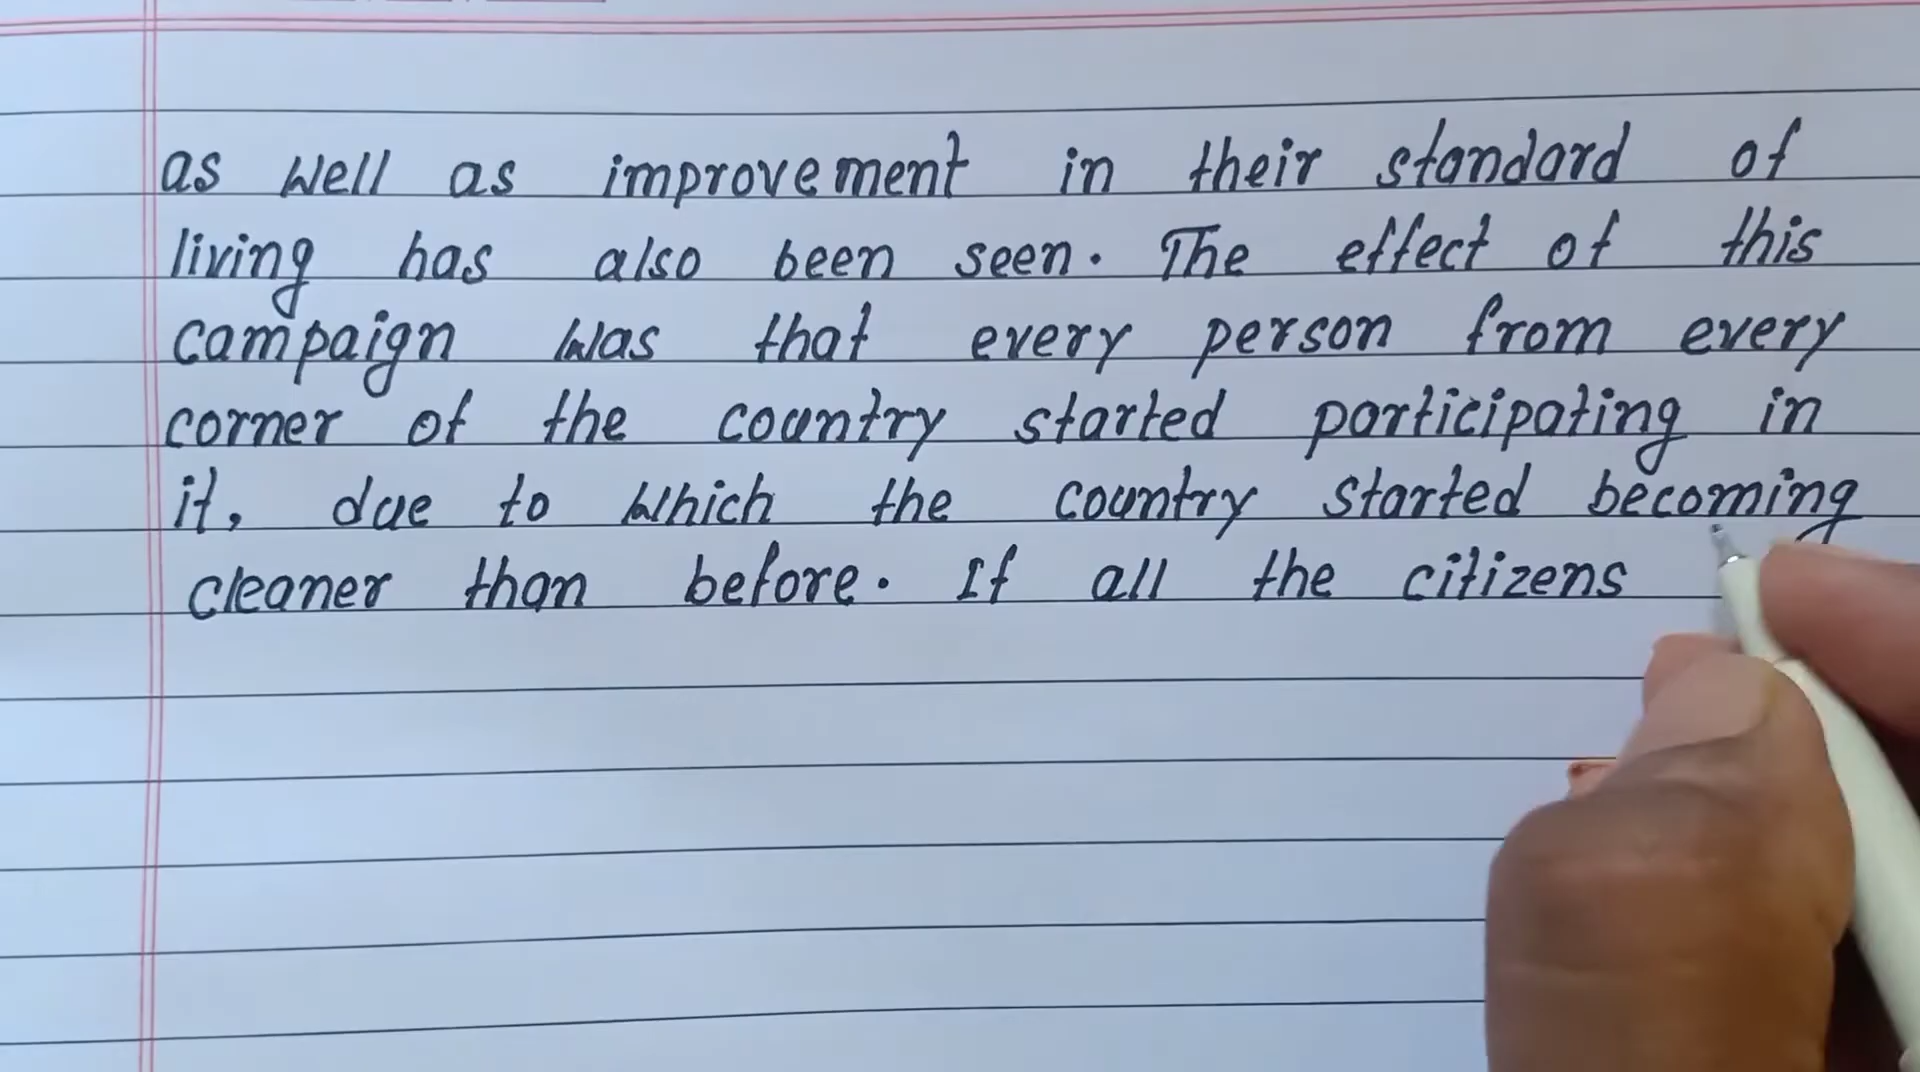 as well as improvement in their standard of
living has also been seen. The effect of this
campaign was that every person from every
corner of the country started participating in
it, due to which the country started becoming
cleaner than before. If all the citizens